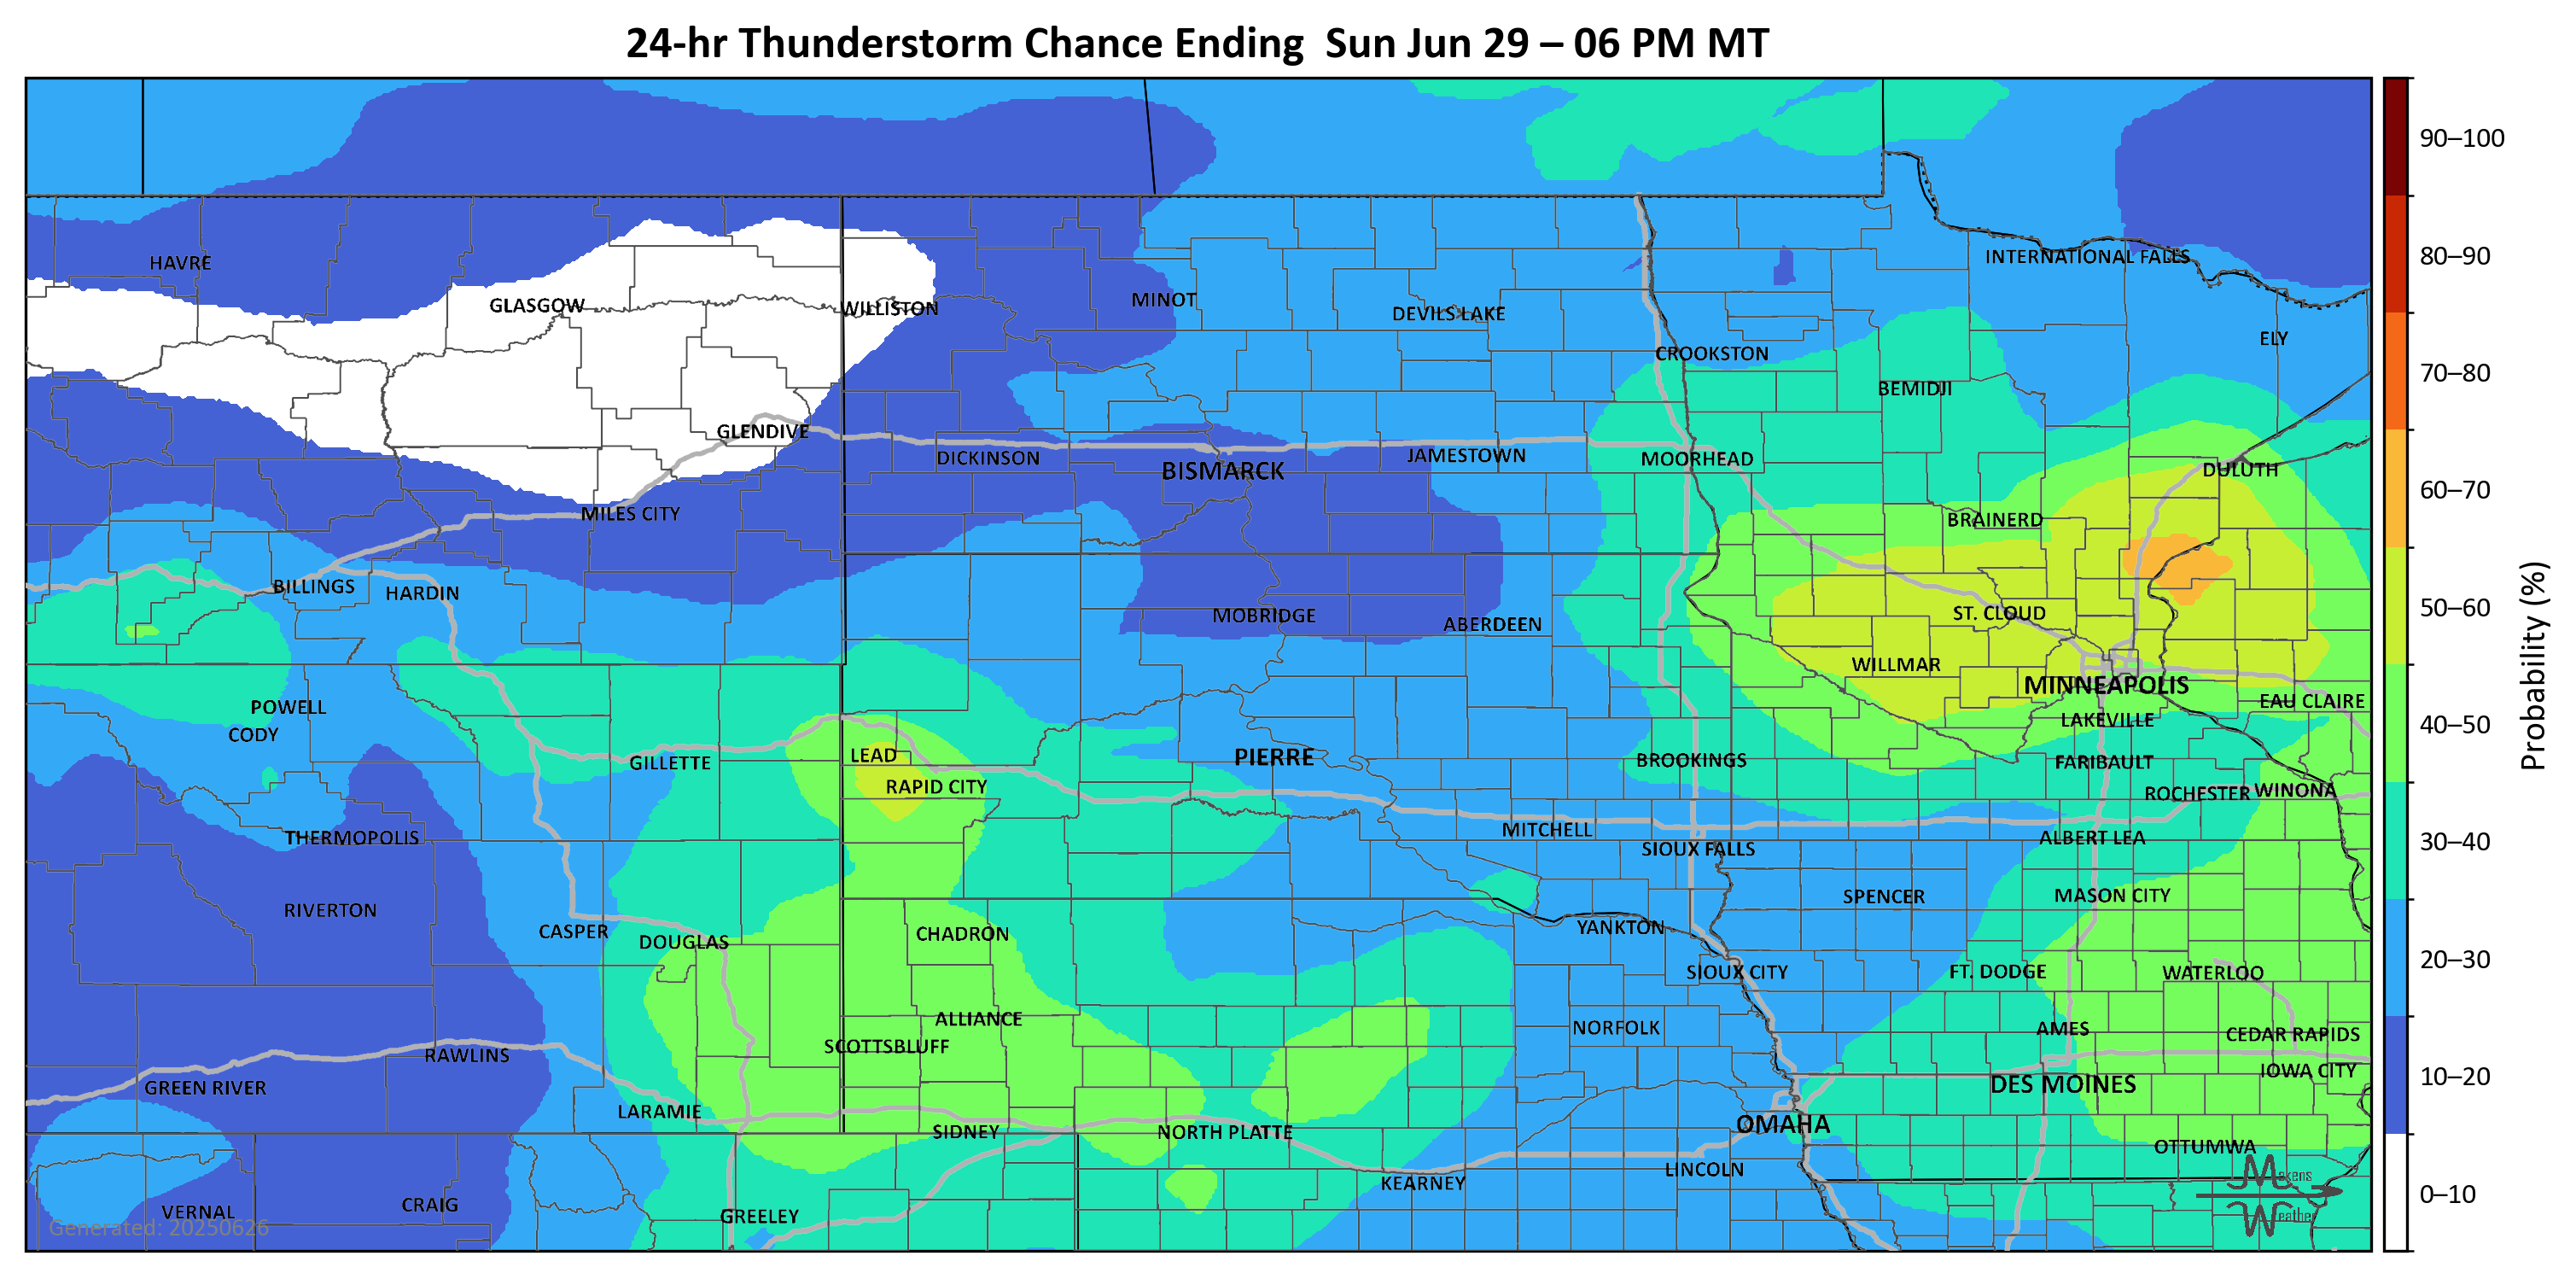 24-hr Thunderstorm Chance Ending  Sun Jun 29 – 06 PM MT
90–100
80–90
70–80
60–70
50–60
40–50
30–40
20–30
10–20
0–10
Probability (%)
HAVRE
GLASGOW
WILLISTON
MINOT
DEVILS LAKE
INTERNATIONAL FALLS
ELY
CROOKSTON
BEMIDJI
GLENDIVE
DICKINSON
BISMARCK
JAMESTOWN
MOORHEAD
DULUTH
MILES CITY
BRAINERD
BILLINGS
HARDIN
MOBRIDGE
ABERDEEN
ST. CLOUD
WILLMAR
MINNEAPOLIS
EAU CLAIRE
POWELL
CODY
LAKEVILLE
GILLETTE
LEAD
RAPID CITY
PIERRE
BROOKINGS
FARIBAULT
ROCHESTER
WINONA
THERMOPOLIS
MITCHELL
SIOUX FALLS
ALBERT LEA
RIVERTON
CASPER
DOUGLAS
CHADRON
YANKTON
SPENCER
MASON CITY
SIOUX CITY
FT. DODGE
WATERLOO
ALLIANCE
SCOTTSBLUFF
NORFOLK
AMES
CEDAR RAPIDS
RAWLINS
GREEN RIVER
LARAMIE
SIDNEY
NORTH PLATTE
OMAHA
DES MOINES
IOWA CITY
OTTUMWA
LINCOLN
KEARNEY
VERNAL
CRAIG
GREELEY
Generated: 20250626
Makens
Weather